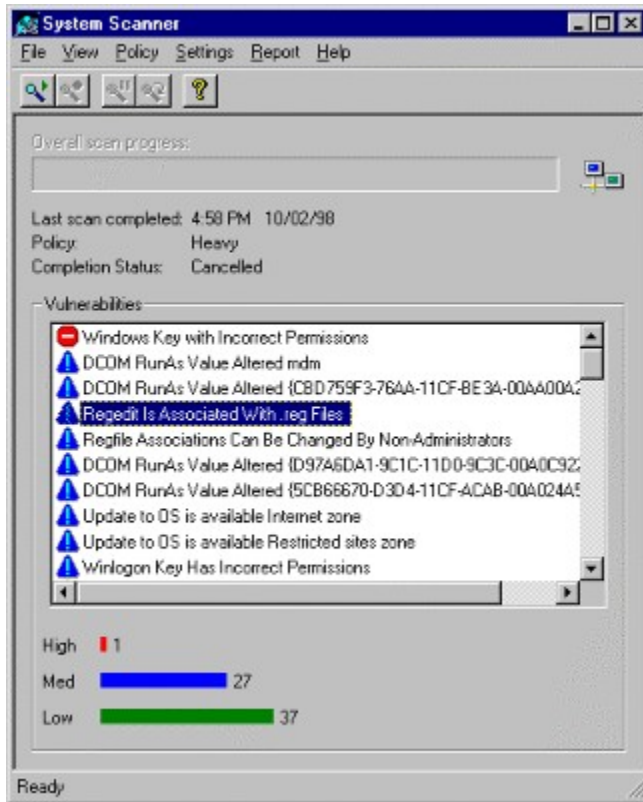 System Scanner
File View Policy Settings Report Help
Overall scan progress:
Last scan completed: 4:58 PM 10/02/98
Policy: Heavy
Completion Status: Cancelled
Vulnerabilities
Windows Key with Incorrect Permissions
DCOM RunAs Value Altered mdm
DCOM RunAs Value Altered {CBD759F3-76AA-11CF-BE3A-00AA00A2
Regedit Is Associated With .reg Files
Regfile Associations Can Be Changed By Non-Administrators
DCOM RunAs Value Altered {D97A6DA1-9C1C-11D0-9C3C-00A0C922
DCOM RunAs Value Altered {5CB66670-D3D4-11CF-ACAB-00A024A5
Update to OS is available Internet zone
Update to OS is available Restricted sites zone
Winlogon Key Has Incorrect Permissions
High 1
Med 27
Low 37
Ready